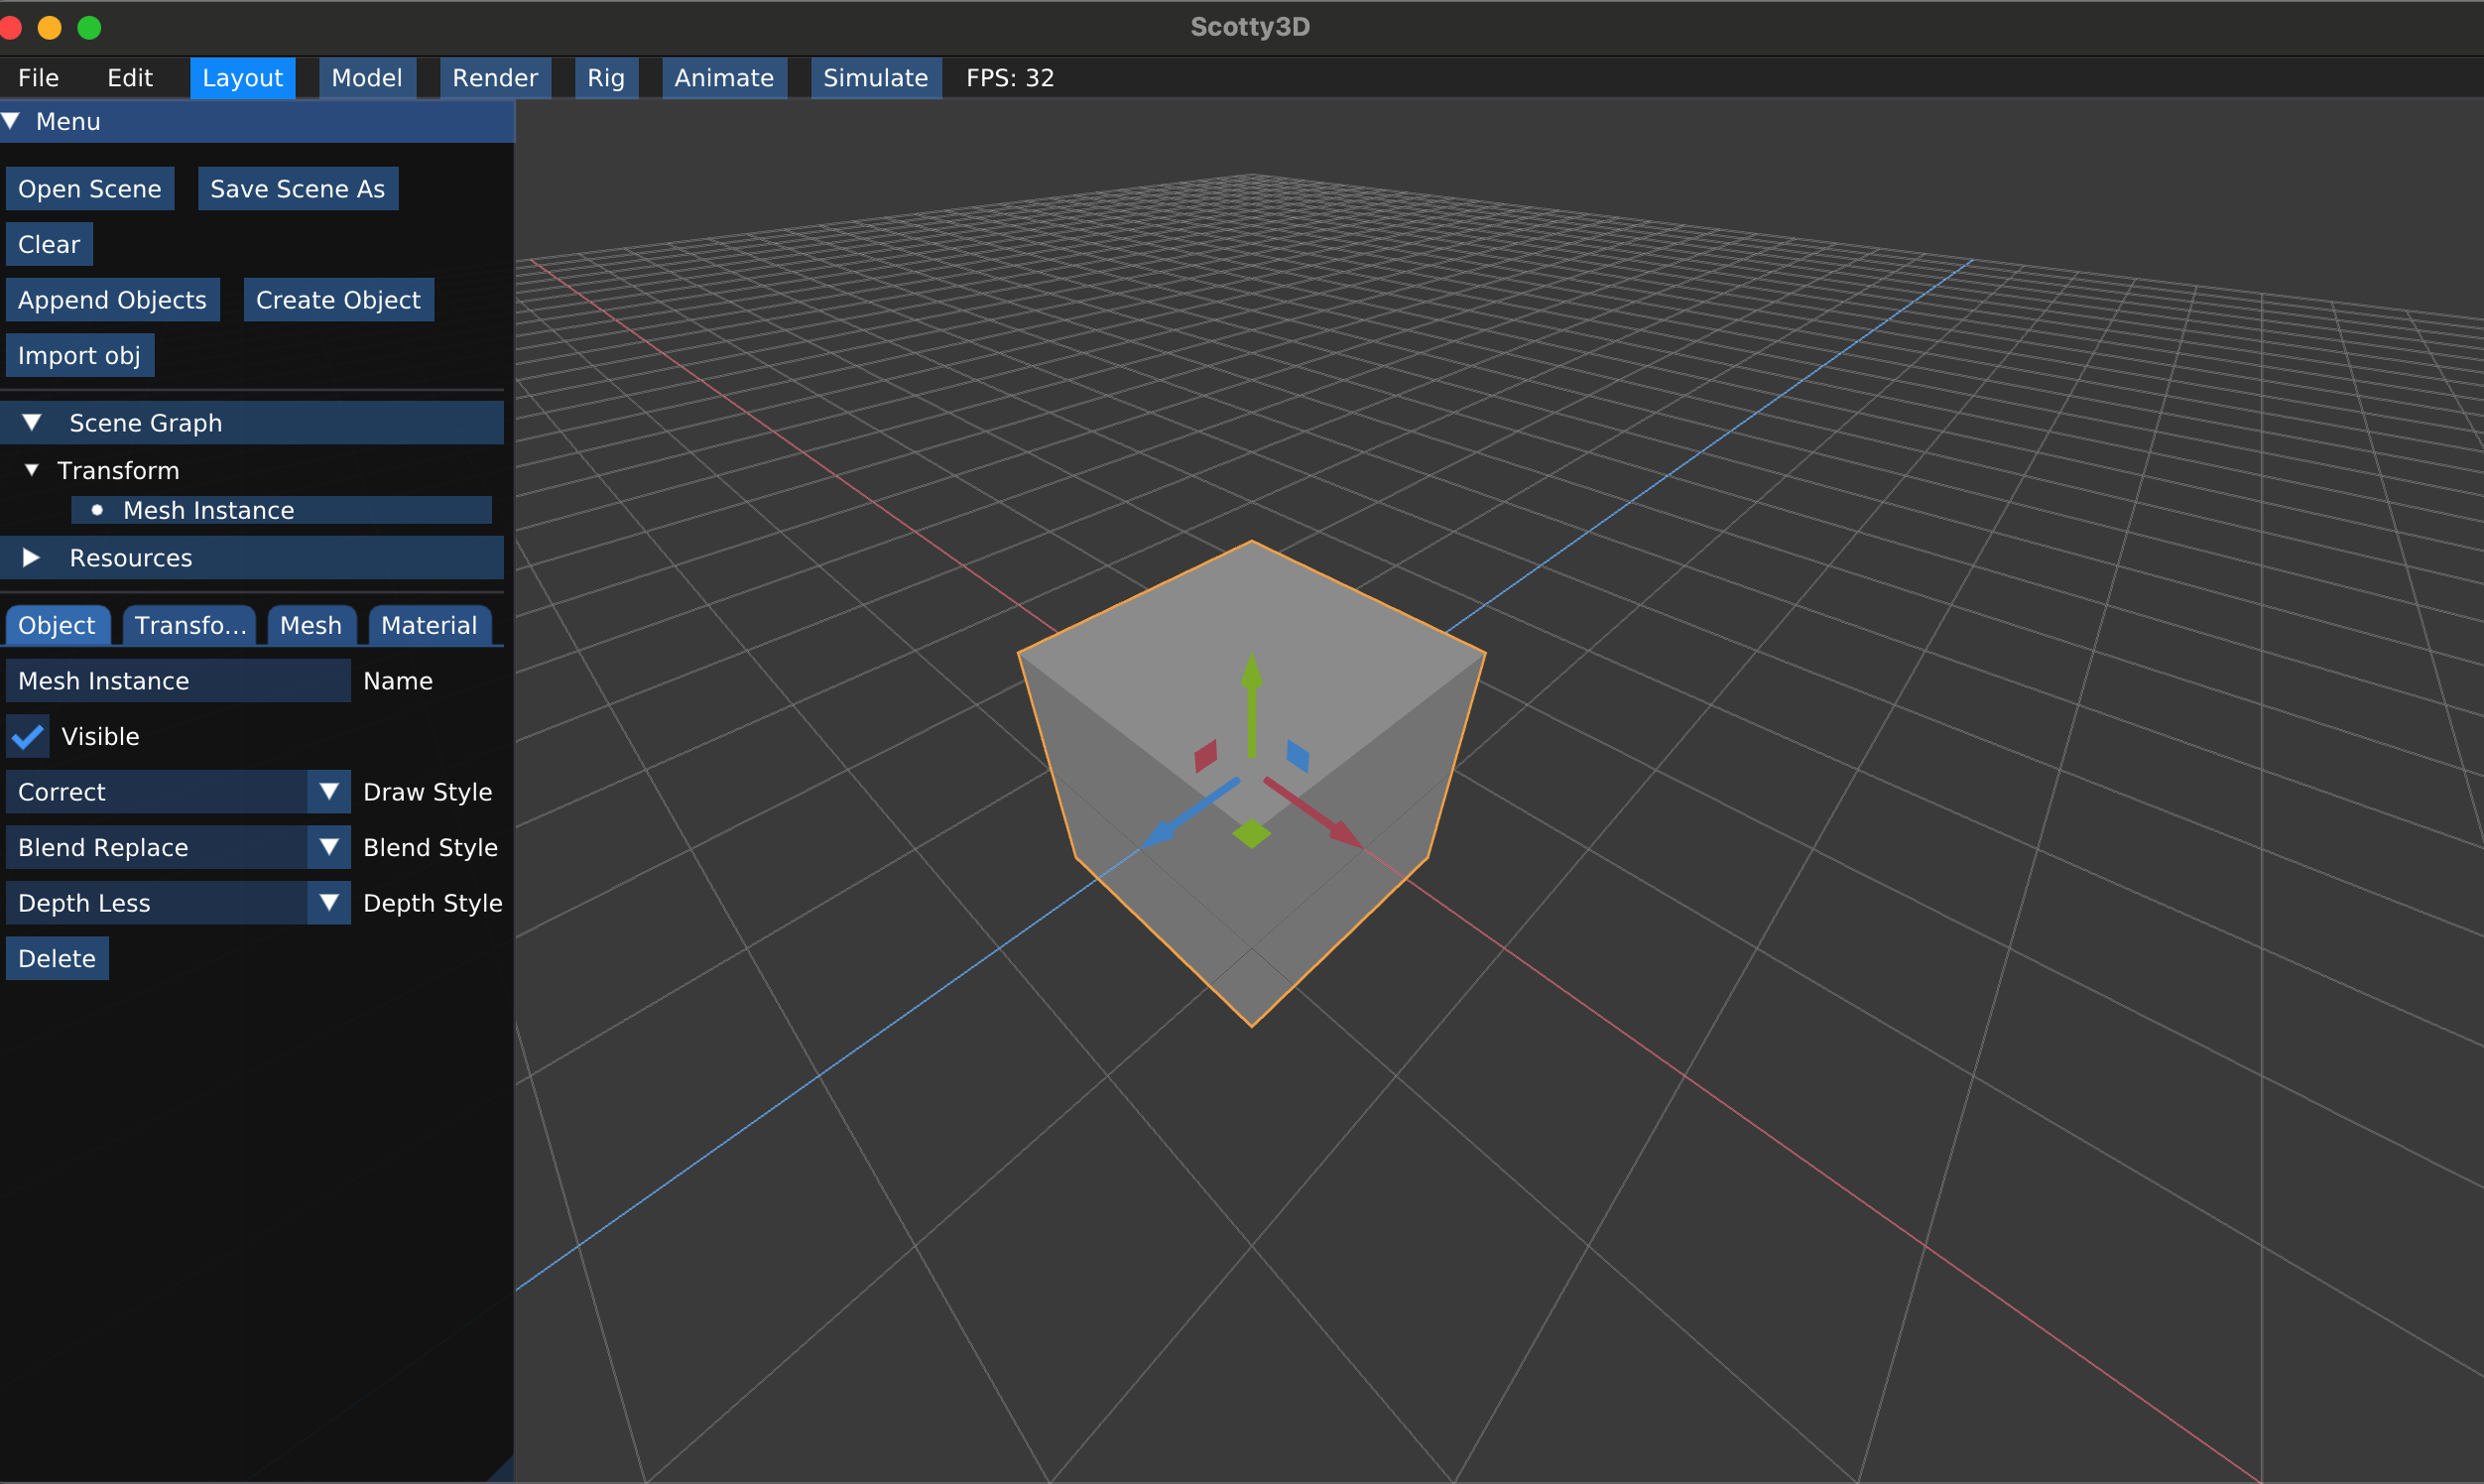 Scotty3D
File Edit Layout Model Render Rig Animate Simulate FPS: 32
Menu
Open Scene Save Scene As
Clear
Append Objects Create Object
Import obj
Scene Graph
Transform
Mesh Instance
Resources
Object Transfo... Mesh Material
Mesh Instance Name
Visible
Correct Draw Style
Blend Replace Blend Style
Depth Less Depth Style
Delete